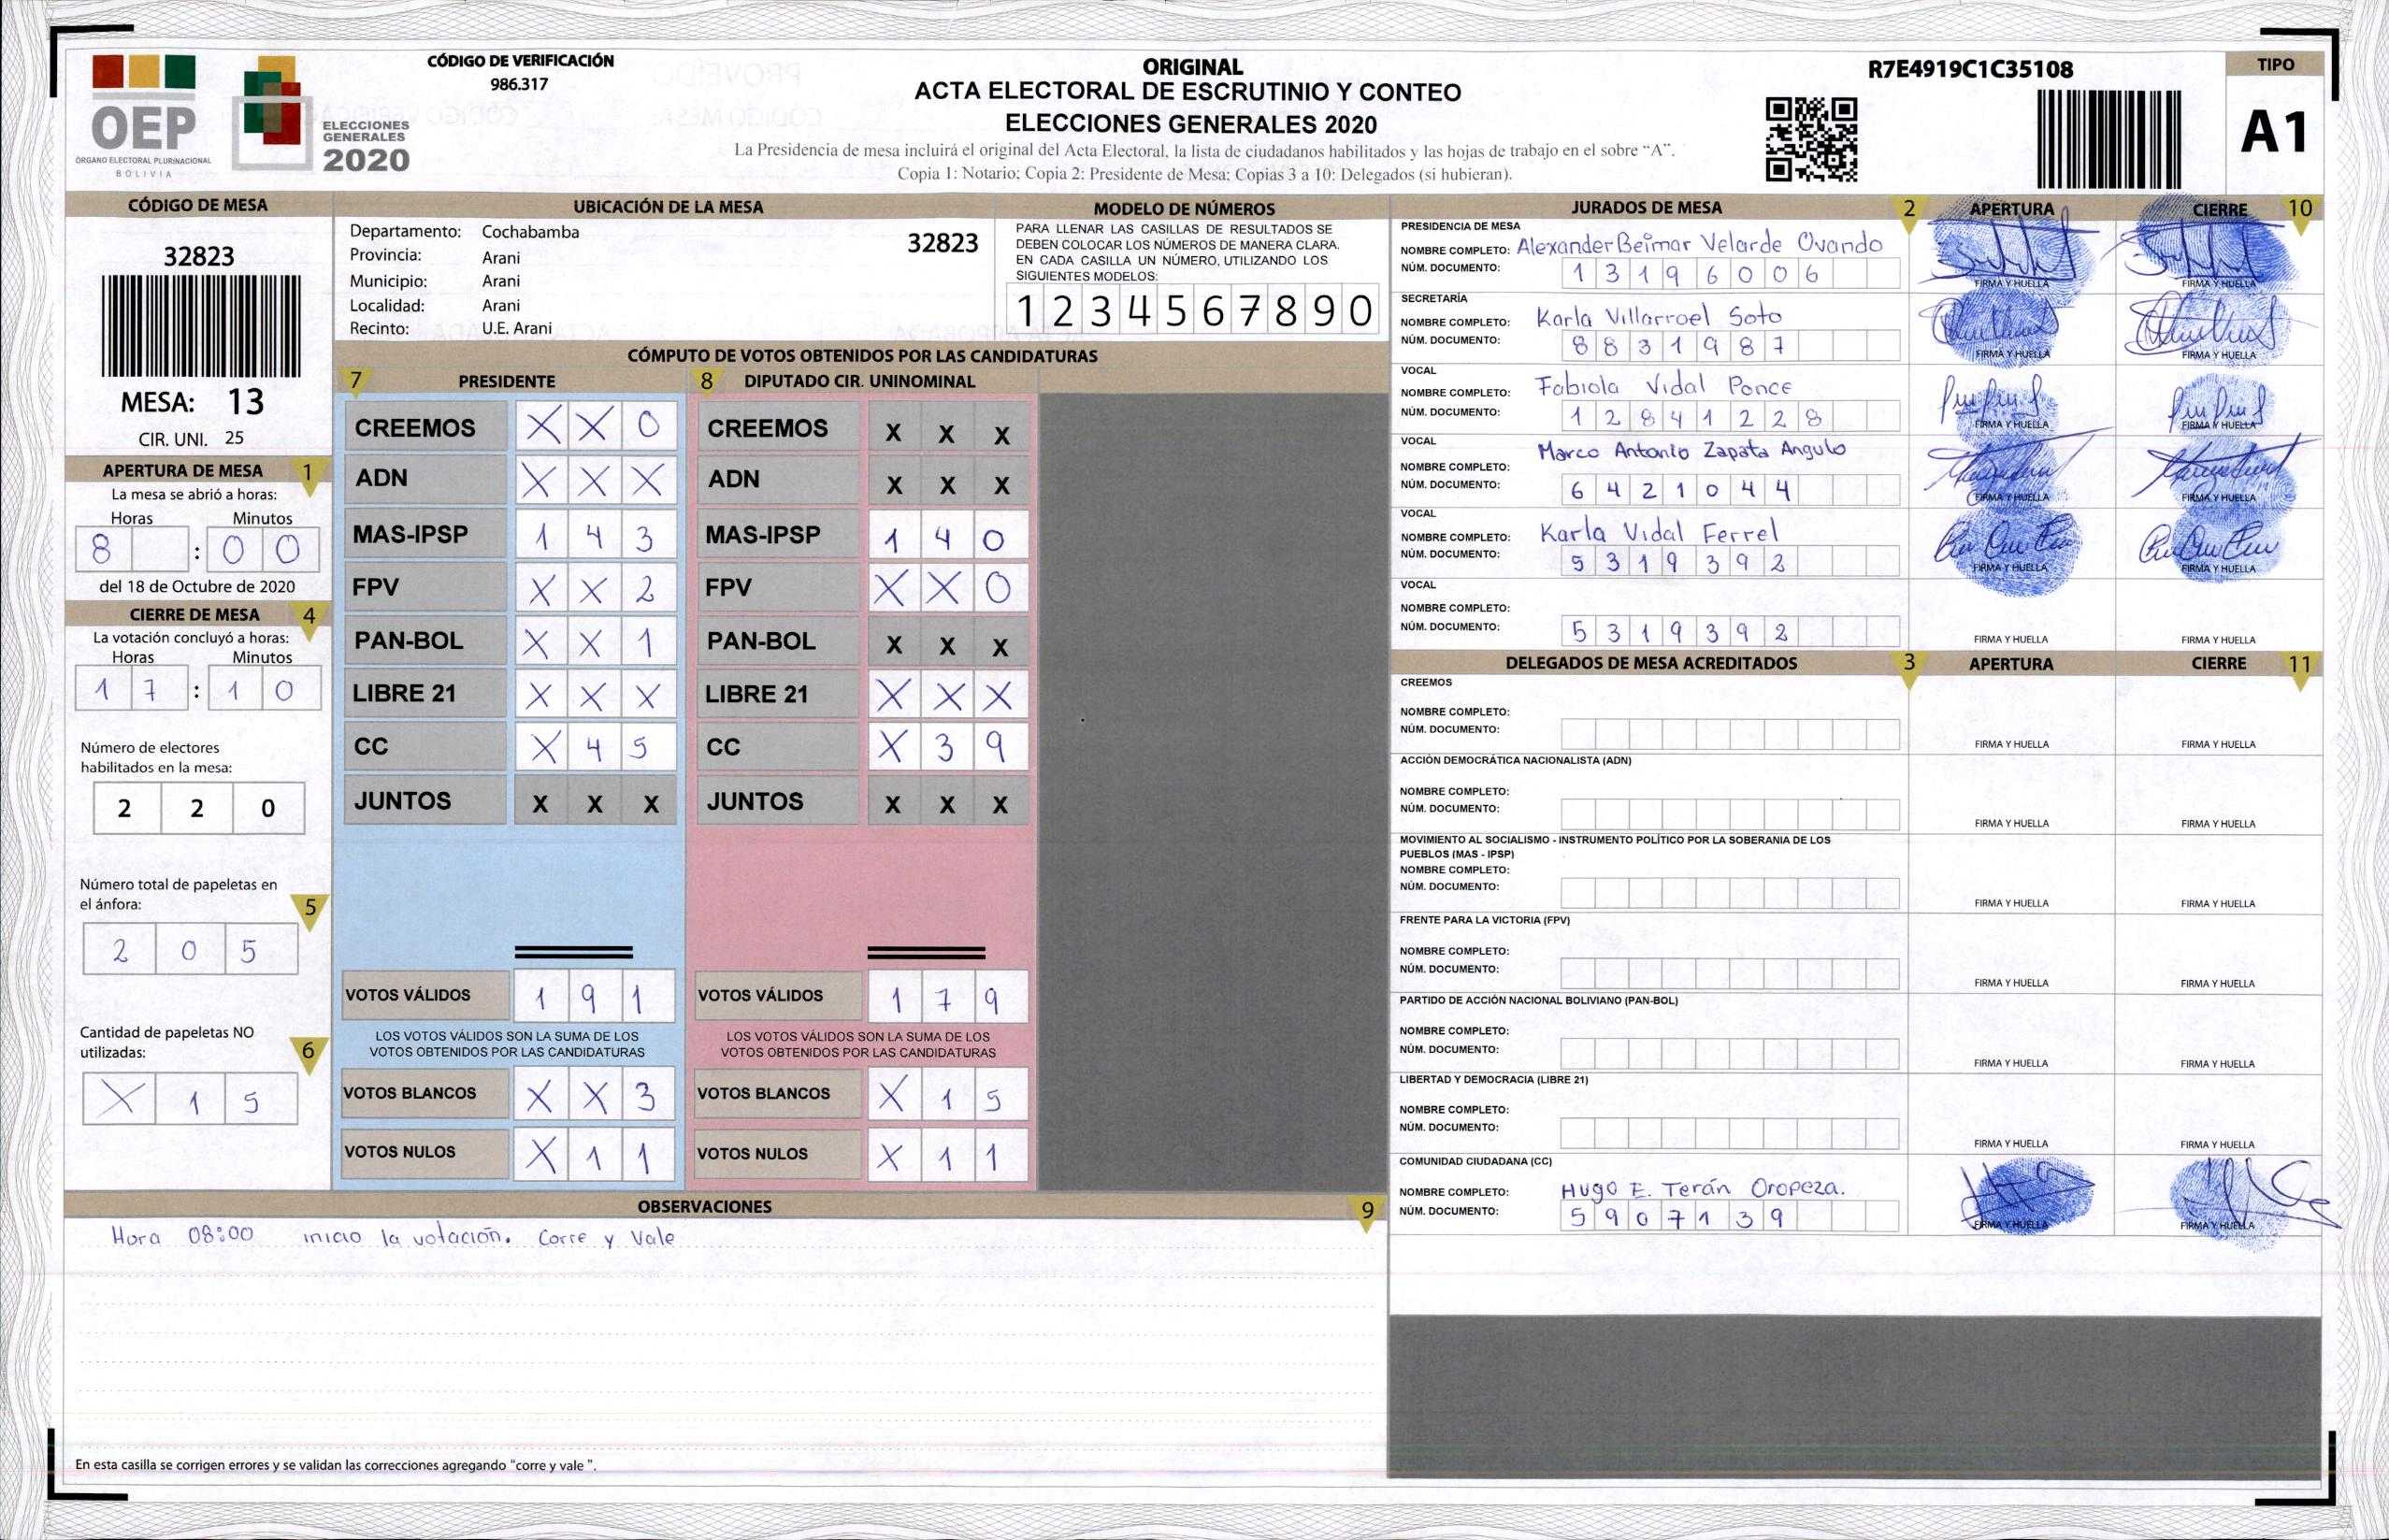 OEP
ÓRGANO ELECTORAL PLURINACIONAL
BOLIVIA
ELECCIONES
GENERALES
2020
CÓDIGO DE VERIFICACIÓN
986.317
ORIGINAL
ACTA ELECTORAL DE ESCRUTINIO Y CONTEO
ELECCIONES GENERALES 2020
La Presidencia de mesa incluirá el original del Acta Electoral, la lista de ciudadanos habilitados y las hojas de trabajo en el sobre “A”.
Copia 1: Notario; Copia 2: Presidente de Mesa; Copias 3 a 10: Delegados (si hubieran).
R7E4919C1C35108
TIPO
A1
CÓDIGO DE MESA
32823
MESA: 13
CIR. UNI. 25
APERTURA DE MESA 1
La mesa se abrió a horas:
Horas Minutos
8 : 0 0
del 18 de Octubre de 2020
CIERRE DE MESA 4
La votación concluyó a horas:
Horas Minutos
1 7 : 1 0
Número de electores
habilitados en la mesa:
2 2 0
Número total de papeletas en
el ánfora: 5
2 0 5
Cantidad de papeletas NO
utilizadas: 6
X 1 5
UBICACIÓN DE LA MESA
Departamento: Cochabamba
32823
Provincia: Arani
Municipio: Arani
Localidad: Arani
Recinto: U.E. Arani
MODELO DE NÚMEROS
PARA LLENAR LAS CASILLAS DE RESULTADOS SE
DEBEN COLOCAR LOS NÚMEROS DE MANERA CLARA.
EN CADA CASILLA UN NÚMERO, UTILIZANDO LOS
SIGUIENTES MODELOS:
1 2 3 4 5 6 7 8 9 0
CÓMPUTO DE VOTOS OBTENIDOS POR LAS CANDIDATURAS
7 PRESIDENTE
CREEMOS X X 0
ADN X X X
MAS-IPSP 1 4 3
FPV X X 2
PAN-BOL X X 1
LIBRE 21 X X X
CC X 4 5
JUNTOS X X X
VOTOS VÁLIDOS 1 9 1
LOS VOTOS VÁLIDOS SON LA SUMA DE LOS
VOTOS OBTENIDOS POR LAS CANDIDATURAS
VOTOS BLANCOS X X 3
VOTOS NULOS X 1 1
8 DIPUTADO CIR. UNINOMINAL
CREEMOS X X X
ADN X X X
MAS-IPSP 1 4 0
FPV X X 0
PAN-BOL X X X
LIBRE 21 X X X
CC X 3 9
JUNTOS X X X
VOTOS VÁLIDOS 1 7 9
LOS VOTOS VÁLIDOS SON LA SUMA DE LOS
VOTOS OBTENIDOS POR LAS CANDIDATURAS
VOTOS BLANCOS X 1 5
VOTOS NULOS X 1 1
OBSERVACIONES 9
Hora 08:00 inicio la votación. Corre y Vale
En esta casilla se corrigen errores y se validan las correcciones agregando “corre y vale ”.
JURADOS DE MESA 2 APERTURA CIERRE 10
PRESIDENCIA DE MESA
NOMBRE COMPLETO: Alexander Beimar Velarde Ovando
NÚM. DOCUMENTO: 1 3 1 9 6 0 0 6
FIRMA Y HUELLA FIRMA Y HUELLA
SECRETARÍA
NOMBRE COMPLETO: Karla Villarroel Soto
NÚM. DOCUMENTO: 8 8 3 1 9 8 7
FIRMA Y HUELLA FIRMA Y HUELLA
VOCAL
NOMBRE COMPLETO: Fabiola Vidal Ponce
NÚM. DOCUMENTO: 1 2 8 4 1 2 2 8
FIRMA Y HUELLA FIRMA Y HUELLA
VOCAL
NOMBRE COMPLETO: Marco Antonio Zapata Angulo
NÚM. DOCUMENTO: 6 4 2 1 0 4 4
FIRMA Y HUELLA FIRMA Y HUELLA
VOCAL
NOMBRE COMPLETO: Karla Vidal Ferrel
NÚM. DOCUMENTO: 5 3 1 9 3 9 2
FIRMA Y HUELLA FIRMA Y HUELLA
VOCAL
NOMBRE COMPLETO:
NÚM. DOCUMENTO: 5 3 1 9 3 9 2
FIRMA Y HUELLA FIRMA Y HUELLA
DELEGADOS DE MESA ACREDITADOS 3 APERTURA CIERRE 11
CREEMOS
NOMBRE COMPLETO:
NÚM. DOCUMENTO:
FIRMA Y HUELLA FIRMA Y HUELLA
ACCIÓN DEMOCRÁTICA NACIONALISTA (ADN)
NOMBRE COMPLETO:
NÚM. DOCUMENTO:
FIRMA Y HUELLA FIRMA Y HUELLA
MOVIMIENTO AL SOCIALISMO - INSTRUMENTO POLÍTICO POR LA SOBERANIA DE LOS
PUEBLOS (MAS - IPSP)
NOMBRE COMPLETO:
NÚM. DOCUMENTO:
FIRMA Y HUELLA FIRMA Y HUELLA
FRENTE PARA LA VICTORIA (FPV)
NOMBRE COMPLETO:
NÚM. DOCUMENTO:
FIRMA Y HUELLA FIRMA Y HUELLA
PARTIDO DE ACCIÓN NACIONAL BOLIVIANO (PAN-BOL)
NOMBRE COMPLETO:
NÚM. DOCUMENTO:
FIRMA Y HUELLA FIRMA Y HUELLA
LIBERTAD Y DEMOCRACIA (LIBRE 21)
NOMBRE COMPLETO:
NÚM. DOCUMENTO:
FIRMA Y HUELLA FIRMA Y HUELLA
COMUNIDAD CIUDADANA (CC)
NOMBRE COMPLETO: Hugo E. Terán Oropeza.
NÚM. DOCUMENTO: 5 9 0 7 1 3 9
FIRMA Y HUELLA FIRMA Y HUELLA